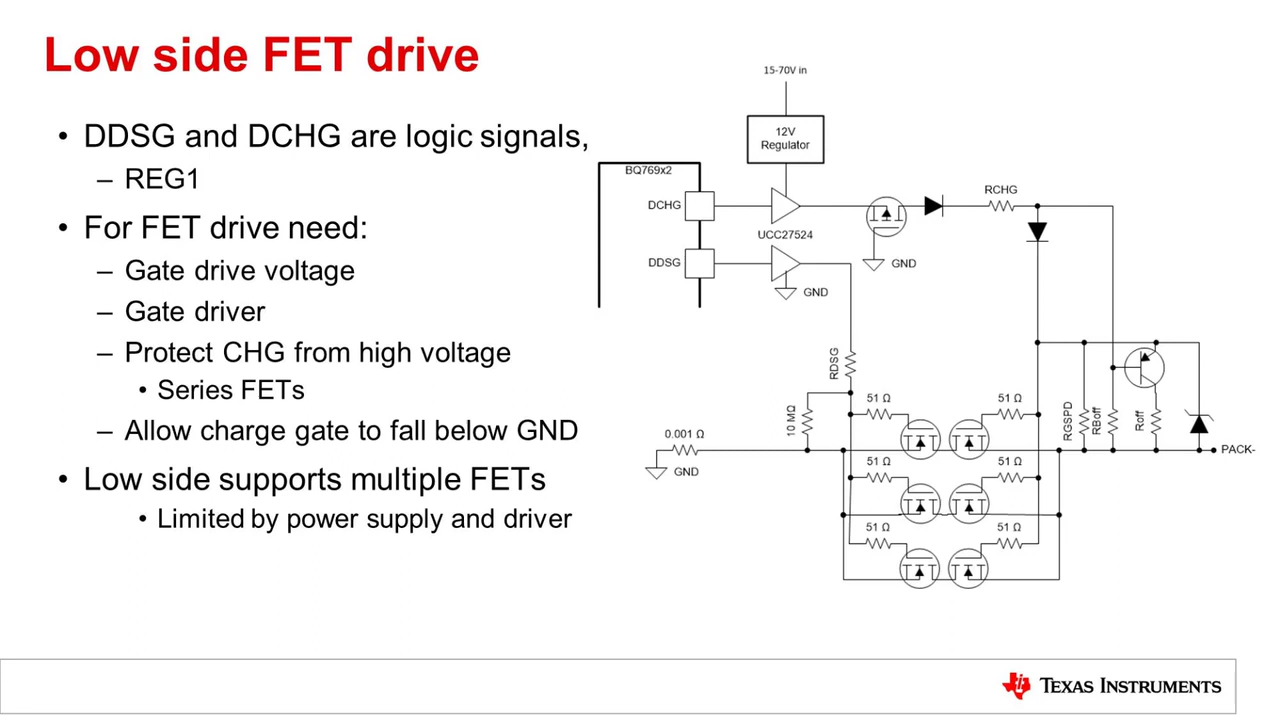 Low side FET drive
• DDSG and DCHG are logic signals,
– REG1
• For FET drive need:
– Gate drive voltage
– Gate driver
– Protect CHG from high voltage
• Series FETs
– Allow charge gate to fall below GND
• Low side supports multiple FETs
• Limited by power supply and driver
15-70V in
12V
Regulator
BQ769x2
DCHG
RCHG
UCC27524
DDSG
GND
GND
RDSG
10 MΩ
51 Ω
51 Ω
RGSPD
RBoff
Roff
0.001 Ω
GND
PACK-
51 Ω
51 Ω
51 Ω
51 Ω
TEXAS INSTRUMENTS